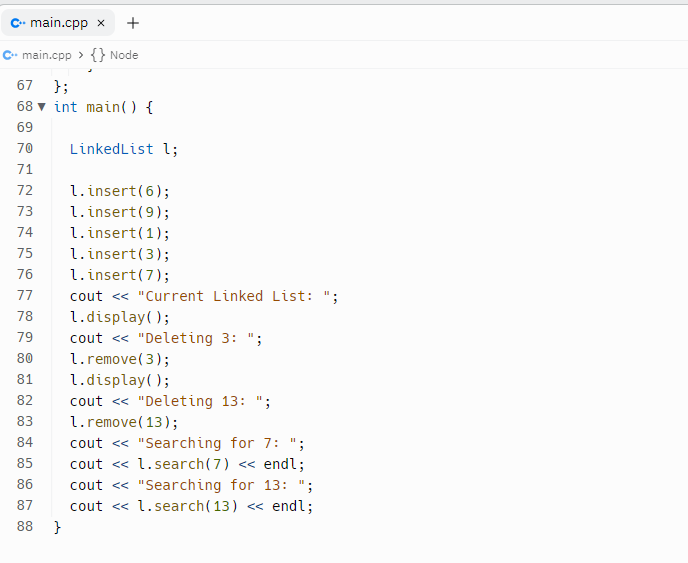 main.cpp × +
main.cpp > {} Node
67 };
68 ▼ int main() {
69
70 LinkedList l;
71
72 l.insert(6);
73 l.insert(9);
74 l.insert(1);
75 l.insert(3);
76 l.insert(7);
77 cout << "Current Linked List: ";
78 l.display();
79 cout << "Deleting 3: ";
80 l.remove(3);
81 l.display();
82 cout << "Deleting 13: ";
83 l.remove(13);
84 cout << "Searching for 7: ";
85 cout << l.search(7) << endl;
86 cout << "Searching for 13: ";
87 cout << l.search(13) << endl;
88 }